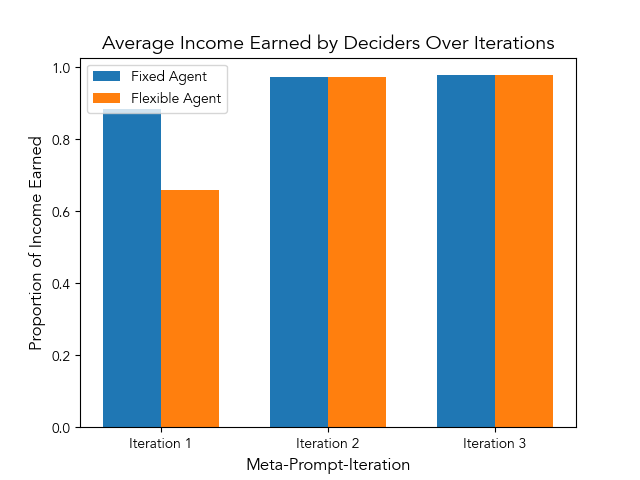 Average Income Earned by Deciders Over Iterations
Fixed Agent
Flexible Agent
Proportion of Income Earned
1.0
0.8
0.6
0.4
0.2
0.0
Iteration 1
Iteration 2
Iteration 3
Meta-Prompt-Iteration